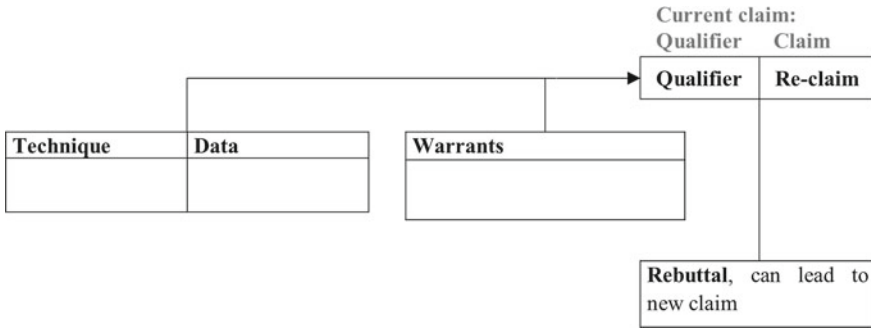 Current claim:
Qualifier Claim
Qualifier Re-claim
Technique Data
Warrants
Rebuttal, can lead to
new claim